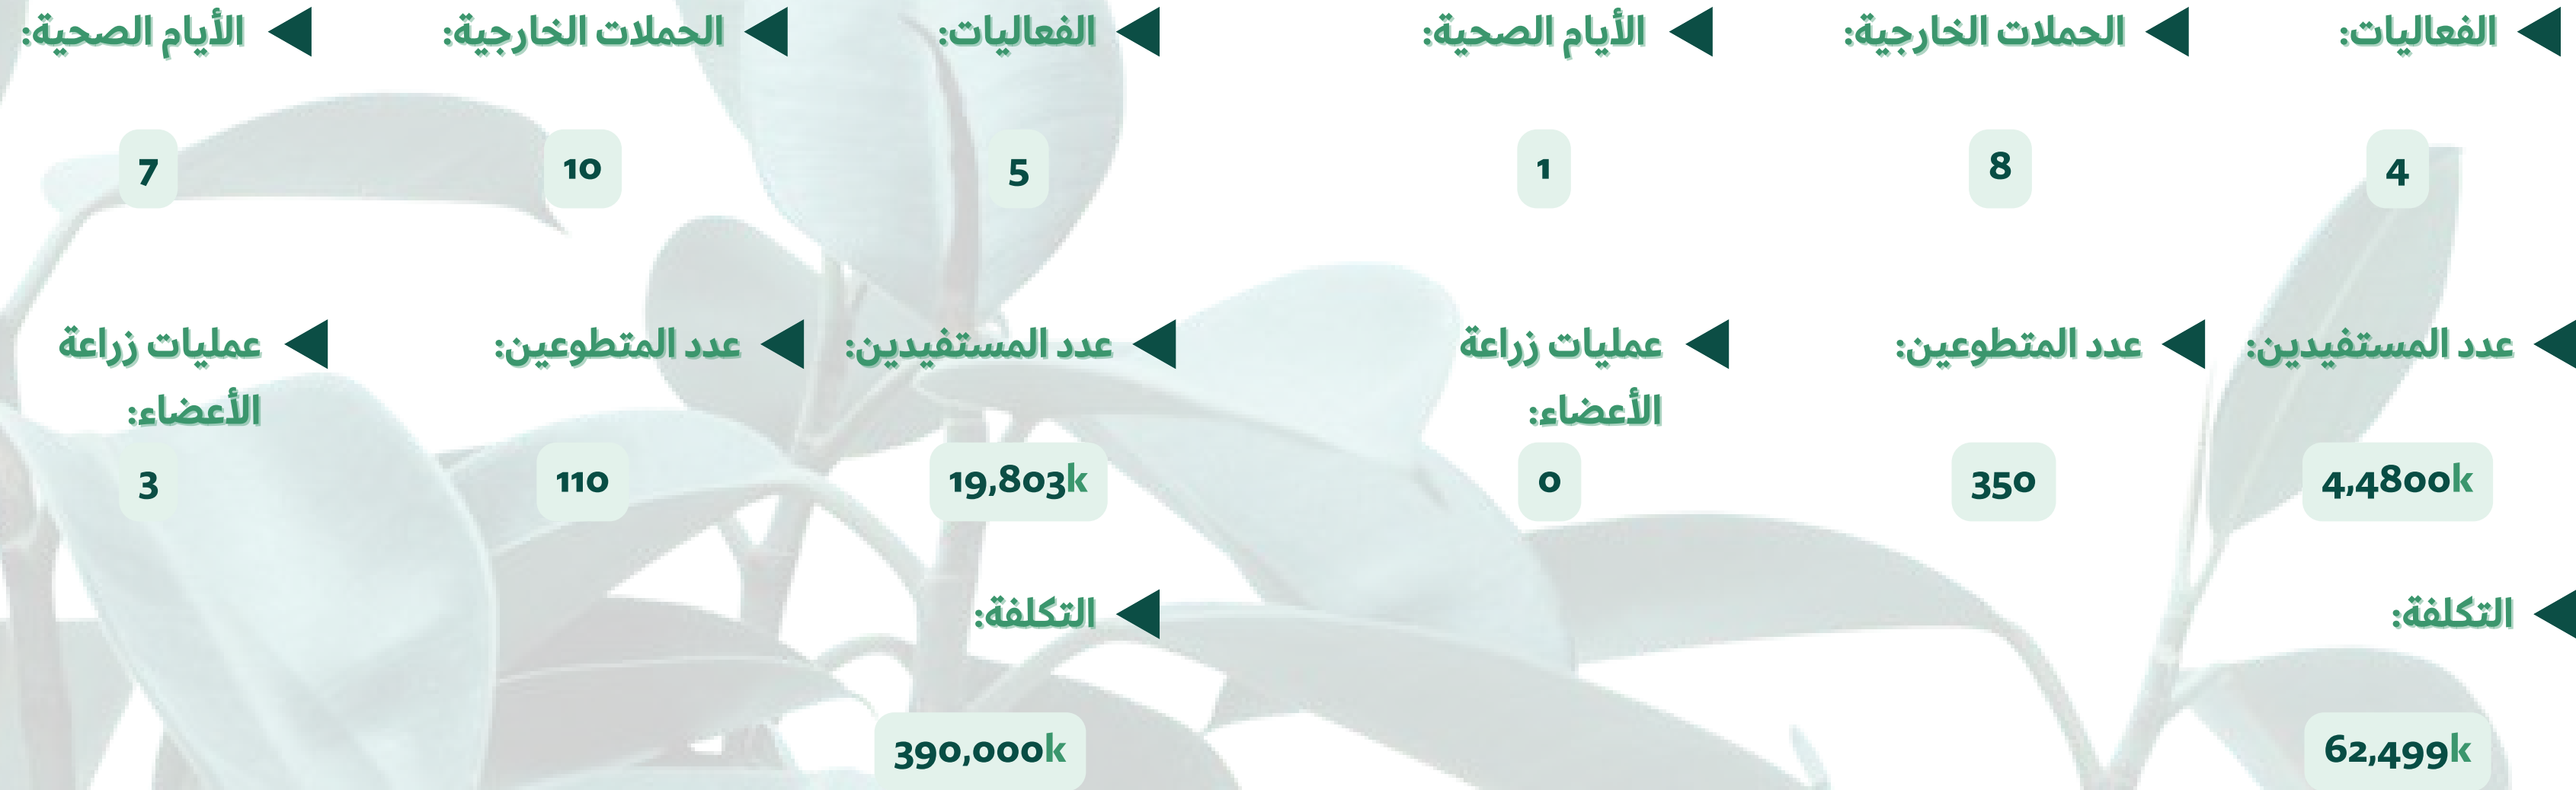 الفعاليات:
الحملات الخارجية:
الأيام الصحية:
4
8
1
عدد المستفيدين:
عدد المتطوعين:
عمليات زراعة
الأعضاء:
4,4800k
350
0
التكلفة:
62,499k
الفعاليات:
الحملات الخارجية:
الأيام الصحية:
5
10
7
عدد المستفيدين:
عدد المتطوعين:
عمليات زراعة
الأعضاء:
19,803k
110
3
التكلفة:
390,000k